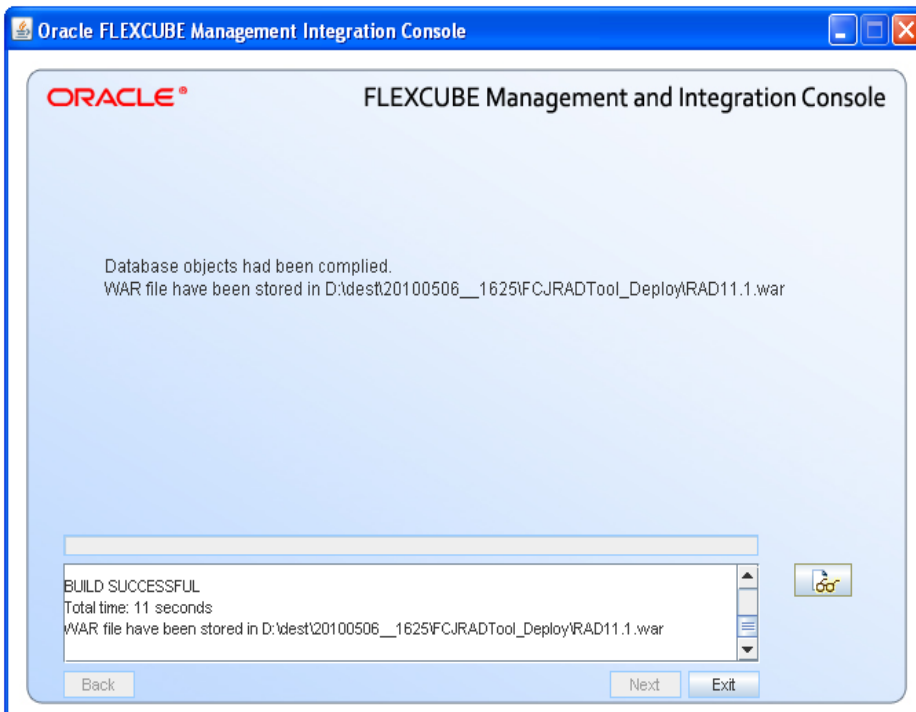 Oracle FLEXCUBE Management Integration Console
ORACLE®
FLEXCUBE Management and Integration Console
Database objects had been complied.
WAR file have been stored in D:\dest\20100506__1625\FCJRADTool_Deploy\RAD11.1.war
BUILD SUCCESSFUL
Total time: 11 seconds
WAR file have been stored in D:\dest\20100506__1625\FCJRADTool_Deploy\RAD11.1.war
Back
Next
Exit